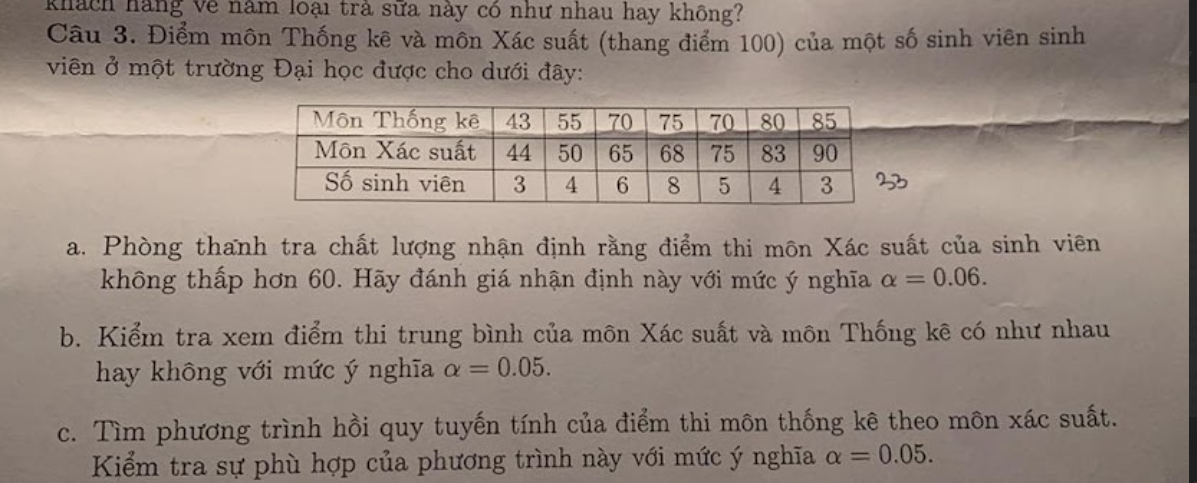 khách hàng về năm loại trà sữa này có như nhau hay không?
Câu 3. Điểm môn Thống kê và môn Xác suất (thang điểm 100) của một số sinh viên sinh
viên ở một trường Đại học được cho dưới đây:
Môn Thống kê 43 55 70 75 70 80 85
Môn Xác suất 44 50 65 68 75 83 90
Số sinh viên 3 4 6 8 5 4 3 33
a. Phòng thanh tra chất lượng nhận định rằng điểm thi môn Xác suất của sinh viên
không thấp hơn 60. Hãy đánh giá nhận định này với mức ý nghĩa α = 0.06.
b. Kiểm tra xem điểm thi trung bình của môn Xác suất và môn Thống kê có như nhau
hay không với mức ý nghĩa α = 0.05.
c. Tìm phương trình hồi quy tuyến tính của điểm thi môn thống kê theo môn xác suất.
Kiểm tra sự phù hợp của phương trình này với mức ý nghĩa α = 0.05.